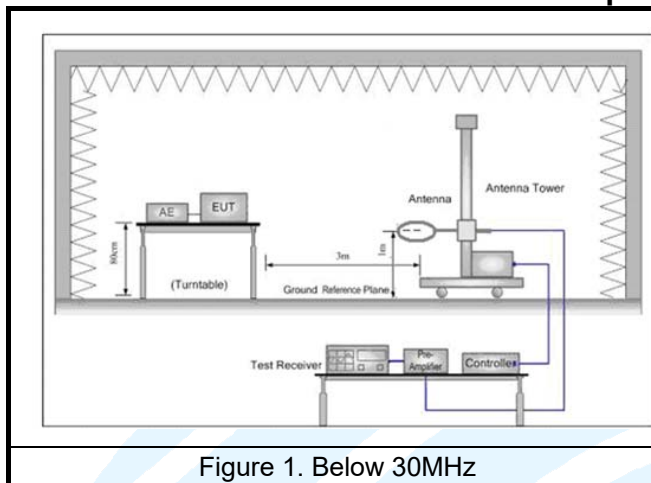 Antenna
Antenna Tower
AE
EUT
80cm
3m
1m
(Turntable)
Ground Reference Plane
Test Receiver
Pre-
Amplifier
Controller
Figure 1. Below 30MHz